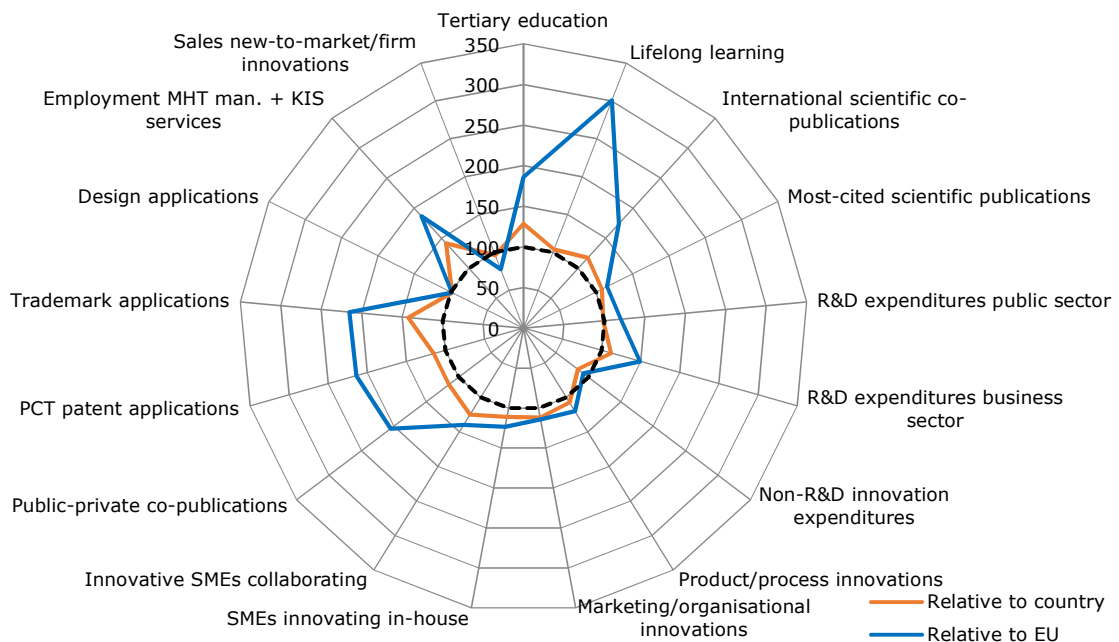 Tertiary education
350
300
250
200
150
100
50
0
Lifelong learning
International scientific co-
publications
Most-cited scientific publications
R&D expenditures public sector
R&D expenditures business
sector
Non-R&D innovation
expenditures
Product/process innovations
Marketing/organisational
innovations
SMEs innovating in-house
Innovative SMEs collaborating
Public-private co-publications
PCT patent applications
Trademark applications
Design applications
Employment MHT man. + KIS
services
Sales new-to-market/firm
innovations
Relative to country
Relative to EU